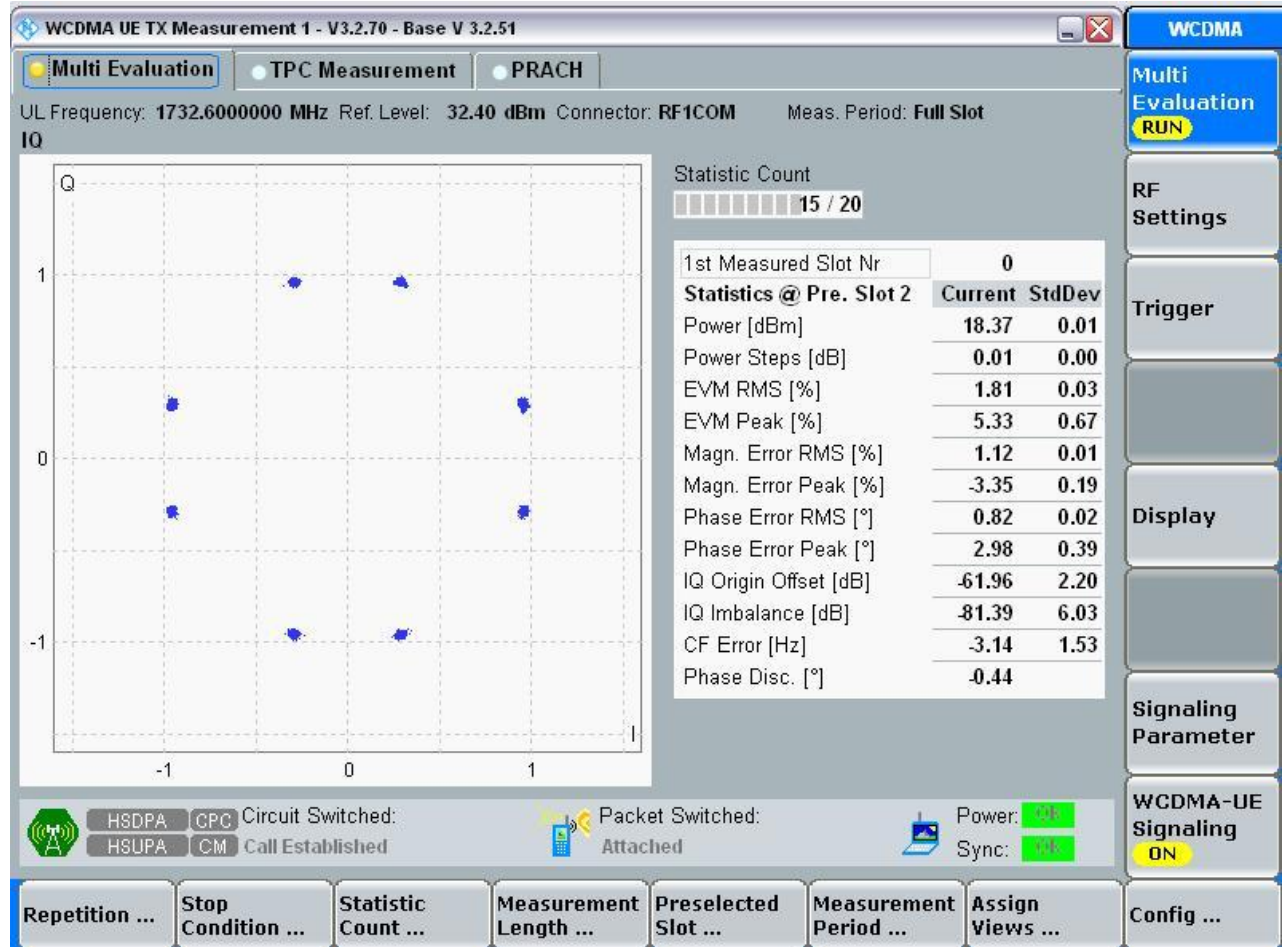 WCDMA UE TX Measurement 1 - V3.2.70 - Base V 3.2.51
WCDMA
Multi Evaluation TPC Measurement PRACH
UL Frequency: 1732.6000000 MHz Ref. Level: 32.40 dBm Connector: RF1COM Meas. Period: Full Slot
IQ
Q
1
0
-1
I
-1 0 1
Statistic Count
15 / 20
1st Measured Slot Nr 0
Statistics @ Pre. Slot 2 Current StdDev
Power [dBm] 18.37 0.01
Power Steps [dB] 0.01 0.00
EVM RMS [%] 1.81 0.03
EVM Peak [%] 5.33 0.67
Magn. Error RMS [%] 1.12 0.01
Magn. Error Peak [%] -3.35 0.19
Phase Error RMS [°] 0.82 0.02
Phase Error Peak [°] 2.98 0.39
IQ Origin Offset [dB] -61.96 2.20
IQ Imbalance [dB] -81.39 6.03
CF Error [Hz] -3.14 1.53
Phase Disc. [°] -0.44
Multi
Evaluation
RUN
RF
Settings
Trigger
Display
Signaling
Parameter
WCDMA-UE
Signaling
ON
HSDPA CPC Circuit Switched: Packet Switched: Power: Ok
HSUPA CM Call Established Attached Sync: Ok
Repetition ...
Stop
Condition ...
Statistic
Count ...
Measurement
Length ...
Preselected
Slot ...
Measurement
Period ...
Assign
Views ...
Config ...